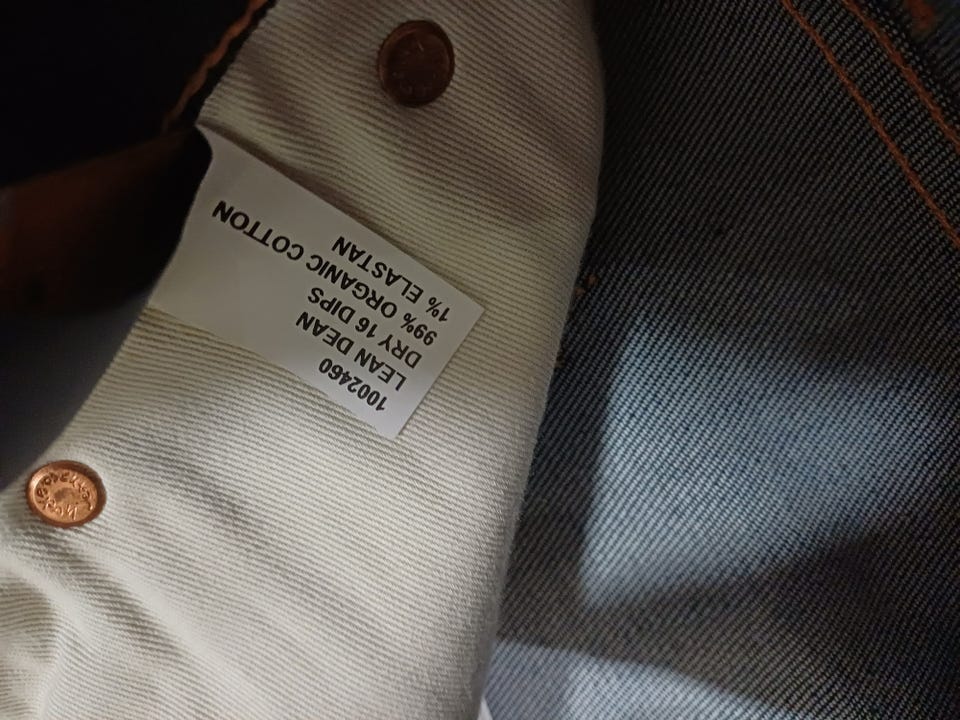 1002460
LEAN DEAN
DRY 16 DIPS
99% ORGANIC COTTON
1% ELASTAN